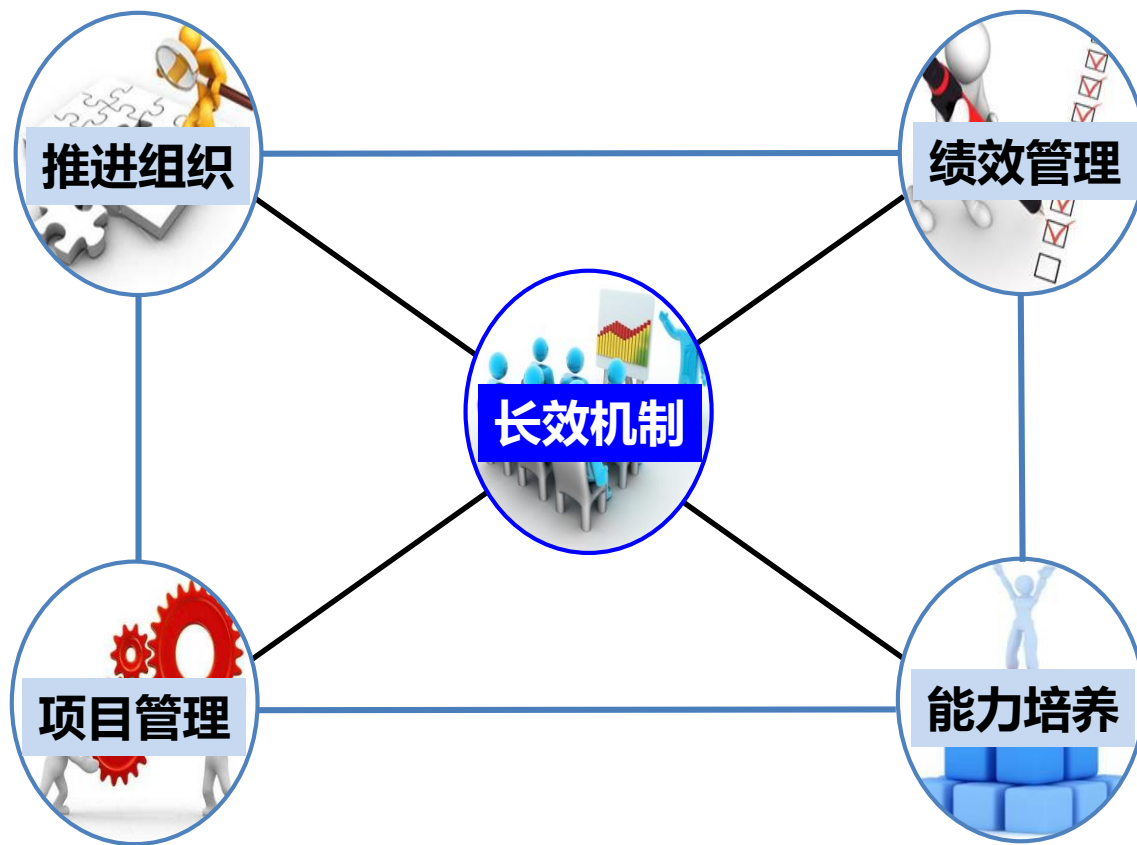 推进组织
绩效管理
长效机制
项目管理
能力培养